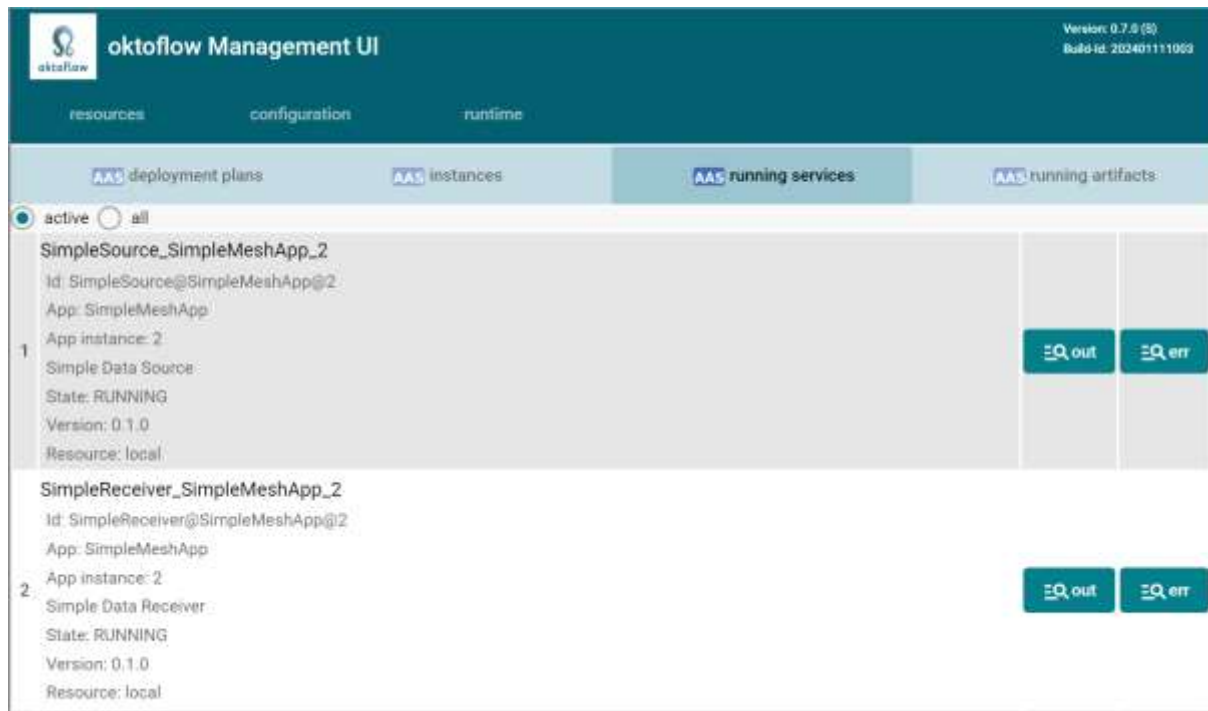 oktoflow
oktoflow Management UI
Version: 0.7.0 (S)
Build-Id: 202401111003
resources configuration runtime
AAS deployment plans AAS instances AAS running services AAS running artifacts
active all
SimpleSource_SimpleMeshApp_2
Id: SimpleSource@SimpleMeshApp@2
App: SimpleMeshApp
App instance: 2
1 out err
Simple Data Source
State: RUNNING
Version: 0.1.0
Resource: local
SimpleReceiver_SimpleMeshApp_2
Id: SimpleReceiver@SimpleMeshApp@2
App: SimpleMeshApp
App instance: 2
2 out err
Simple Data Receiver
State: RUNNING
Version: 0.1.0
Resource: local